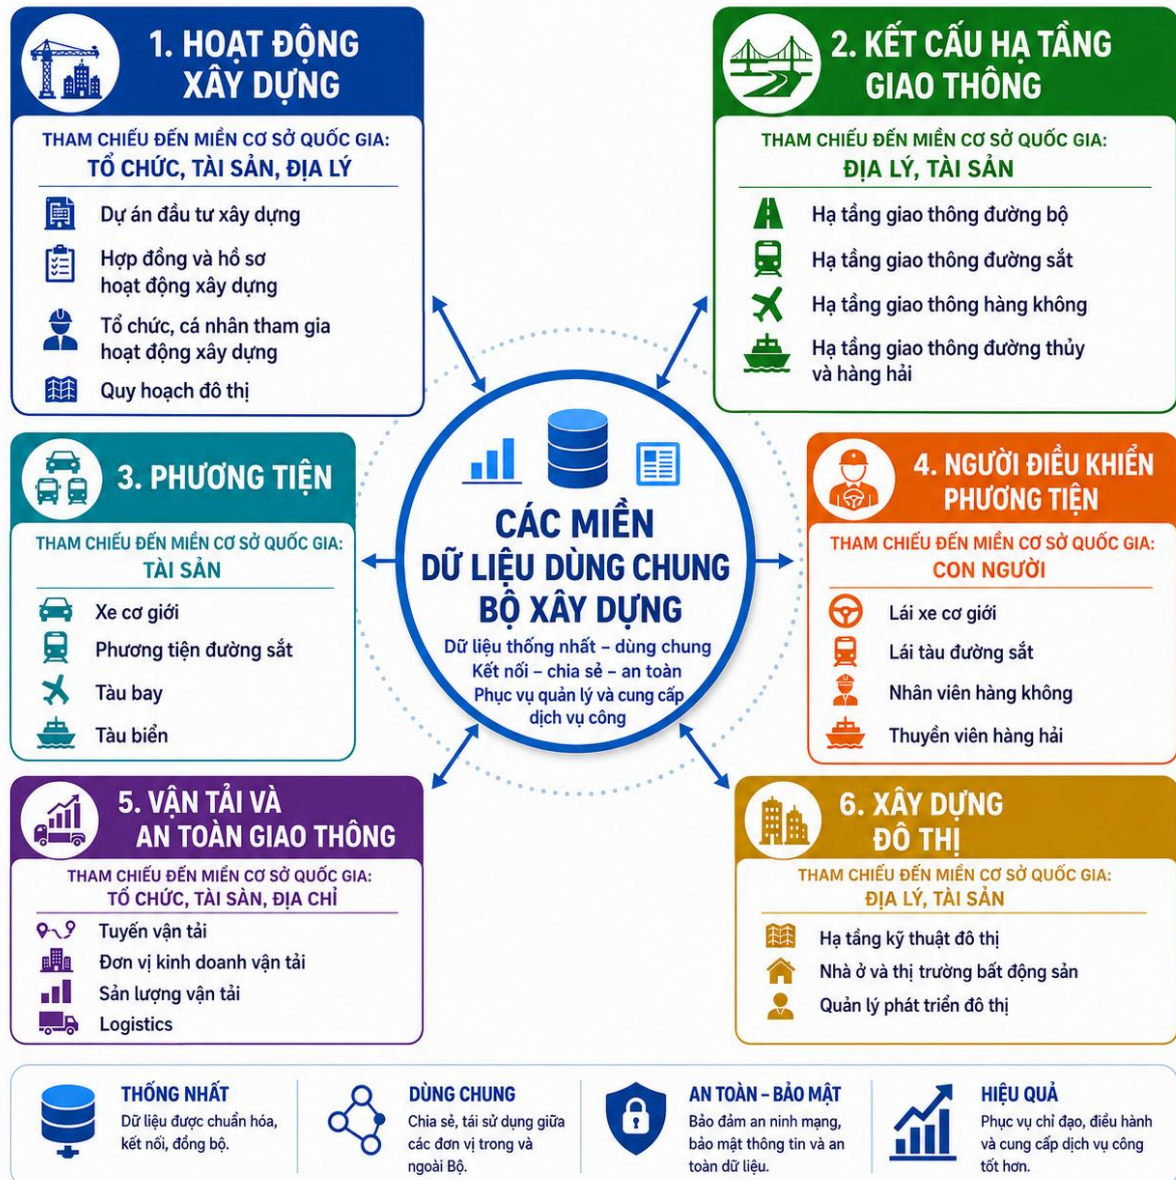 1. HOẠT ĐỘNG
XÂY DỰNG
THAM CHIẾU ĐẾN MIỀN CƠ SỞ QUỐC GIA:
TỔ CHỨC, TÀI SẢN, ĐỊA LÝ
Dự án đầu tư xây dựng
Hợp đồng và hồ sơ
hoạt động xây dựng
Tổ chức, cá nhân tham gia
hoạt động xây dựng
Quy hoạch đô thị
2. KẾT CẤU HẠ TẦNG
GIAO THÔNG
THAM CHIẾU ĐẾN MIỀN CƠ SỞ QUỐC GIA:
ĐỊA LÝ, TÀI SẢN
Hạ tầng giao thông đường bộ
Hạ tầng giao thông đường sắt
Hạ tầng giao thông hàng không
Hạ tầng giao thông đường thủy
và hàng hải
CÁC MIỀN
DỮ LIỆU DÙNG CHUNG
BỘ XÂY DỰNG
Dữ liệu thống nhất – dùng chung
Kết nối – chia sẻ – an toàn
Phục vụ quản lý và cung cấp
dịch vụ công
3. PHƯƠNG TIỆN
THAM CHIẾU ĐẾN MIỀN CƠ SỞ QUỐC GIA:
TÀI SẢN
Xe cơ giới
Phương tiện đường sắt
Tàu bay
Tàu biển
4. NGƯỜI ĐIỀU KHIỂN
PHƯƠNG TIỆN
THAM CHIẾU ĐẾN MIỀN CƠ SỞ QUỐC GIA:
CON NGƯỜI
Lái xe cơ giới
Lái tàu đường sắt
Nhân viên hàng không
Thuyền viên hàng hải
5. VẬN TẢI VÀ
AN TOÀN GIAO THÔNG
THAM CHIẾU ĐẾN MIỀN CƠ SỞ QUỐC GIA:
TỔ CHỨC, TÀI SÀN, ĐỊA CHỈ
Tuyến vận tải
Đơn vị kinh doanh vận tải
Sản lượng vận tải
Logistics
6. XÂY DỰNG
ĐÔ THỊ
THAM CHIẾU ĐẾN MIỀN CƠ SỞ QUỐC GIA:
ĐỊA LÝ, TÀI SẢN
Hạ tầng kỹ thuật đô thị
Nhà ở và thị trường bất động sản
Quản lý phát triển đô thị
THỐNG NHẤT
Dữ liệu được chuẩn hóa,
kết nối, đồng bộ.
DÙNG CHUNG
Chia sẻ, tái sử dụng giữa
các đơn vị trong và
ngoài Bộ.
AN TOÀN – BẢO MẬT
Bảo đảm an ninh mạng,
bảo mật thông tin và an
toàn dữ liệu.
HIỆU QUẢ
Phục vụ chỉ đạo, điều hành
và cung cấp dịch vụ công
tốt hơn.